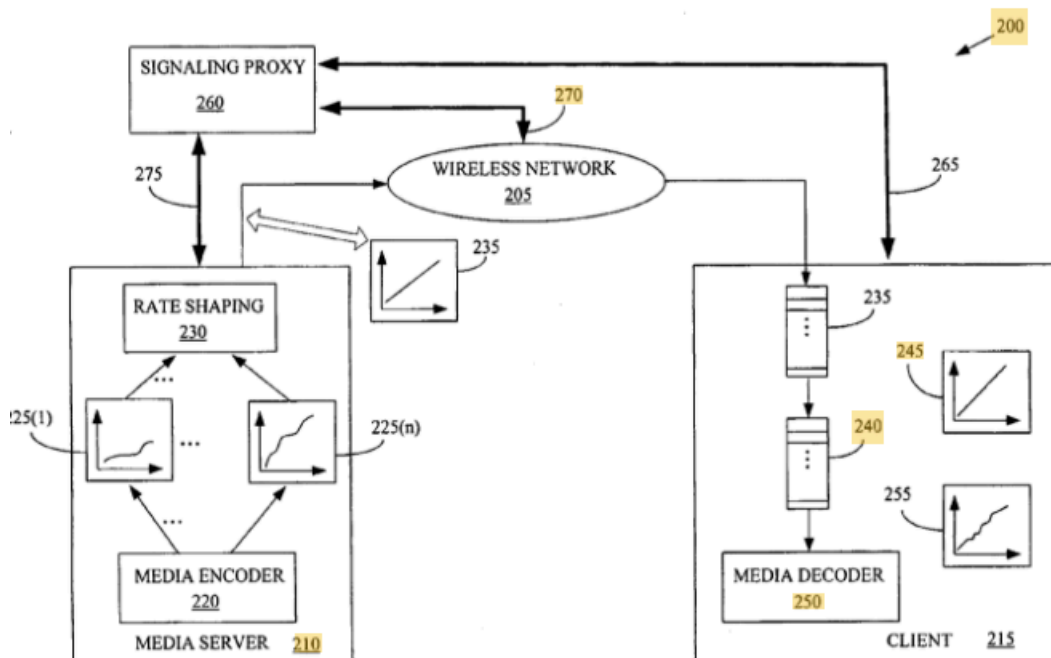 200
SIGNALING PROXY
260
270
WIRELESS NETWORK
205
275
265
235
RATE SHAPING
230
235
245
225(1)
...
...
225(n)
240
...
255
MEDIA ENCODER
220
MEDIA DECODER
250
MEDIA SERVER 210
CLIENT 215